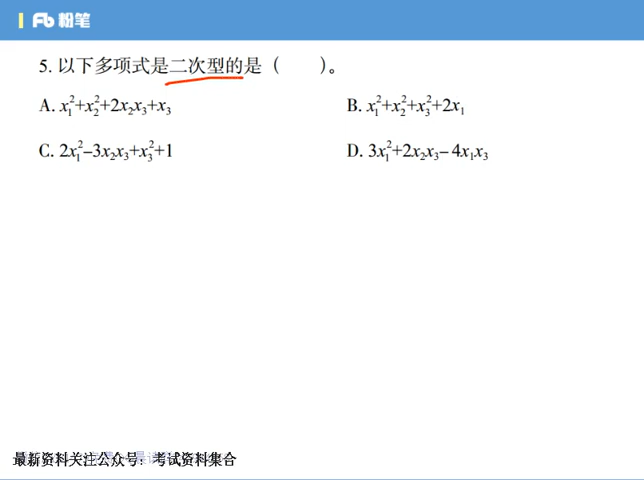 粉笔
5. 以下多项式是二次型的是（ ）。
A. x₁²+x₂²+2x₂x₃+x₃
B. x₁²+x₂²+x₃²+2x₁
C. 2x₁²–3x₂x₃+x₃²+1
D. 3x₁²+2x₂x₃–4x₁x₃
最新资料关注公众号：考试资料集合